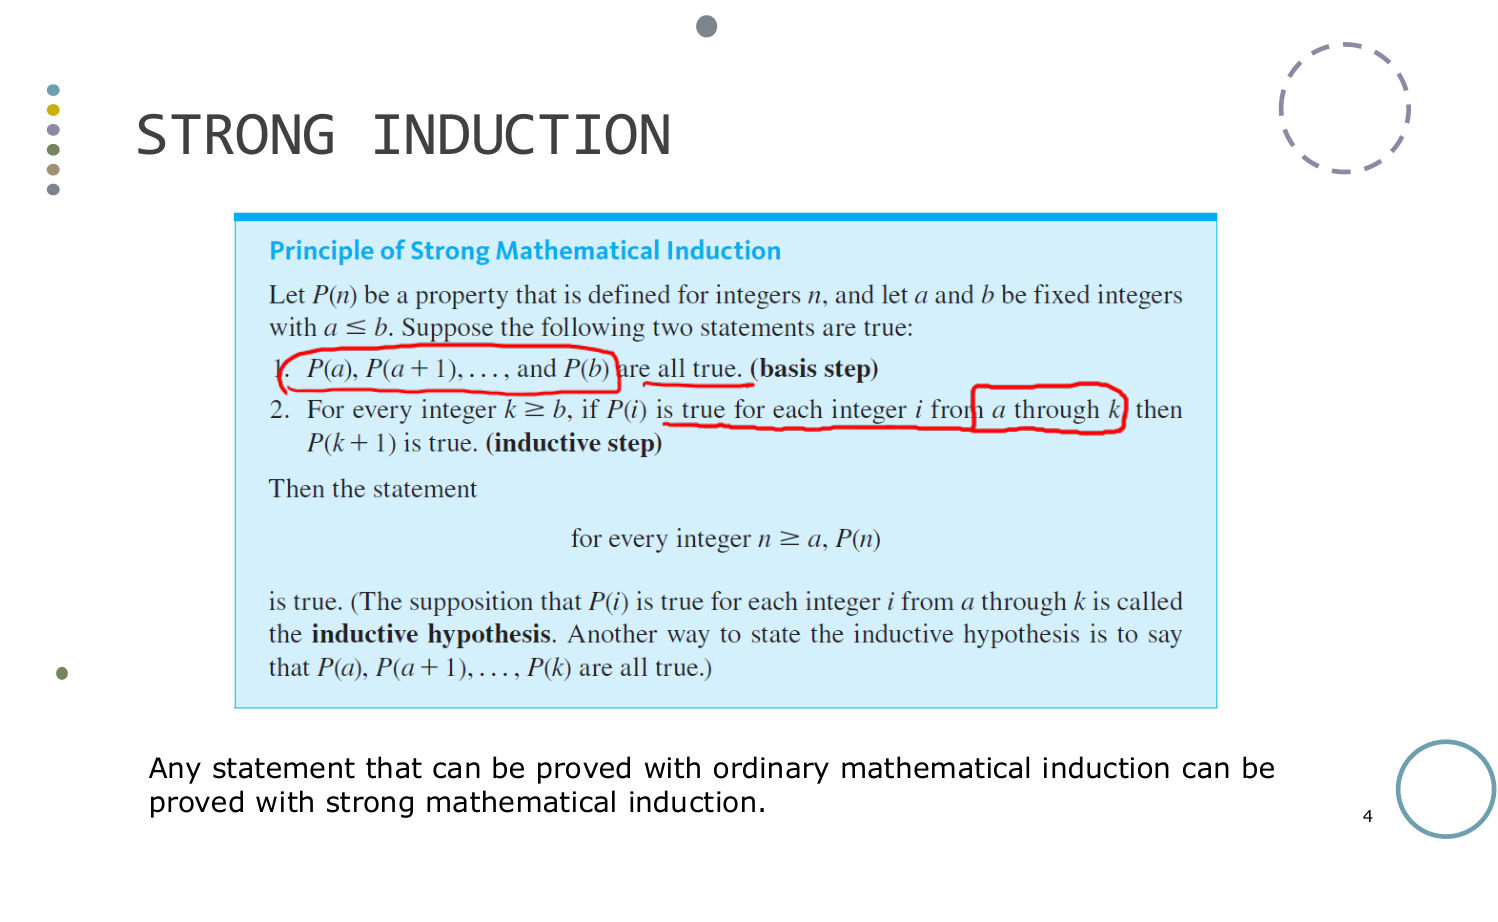 STRONG INDUCTION
Principle of Strong Mathematical Induction
Let P(n) be a property that is defined for integers n, and let a and b be fixed integers
with a ≤ b. Suppose the following two statements are true:
1. P(a), P(a + 1), . . . , and P(b) are all true. (basis step)
2. For every integer k ≥ b, if P(i) is true for each integer i from a through k, then
P(k + 1) is true. (inductive step)
Then the statement
for every integer n ≥ a, P(n)
is true. (The supposition that P(i) is true for each integer i from a through k is called
the inductive hypothesis. Another way to state the inductive hypothesis is to say
that P(a), P(a + 1), . . . , P(k) are all true.)
Any statement that can be proved with ordinary mathematical induction can be
proved with strong mathematical induction.
4